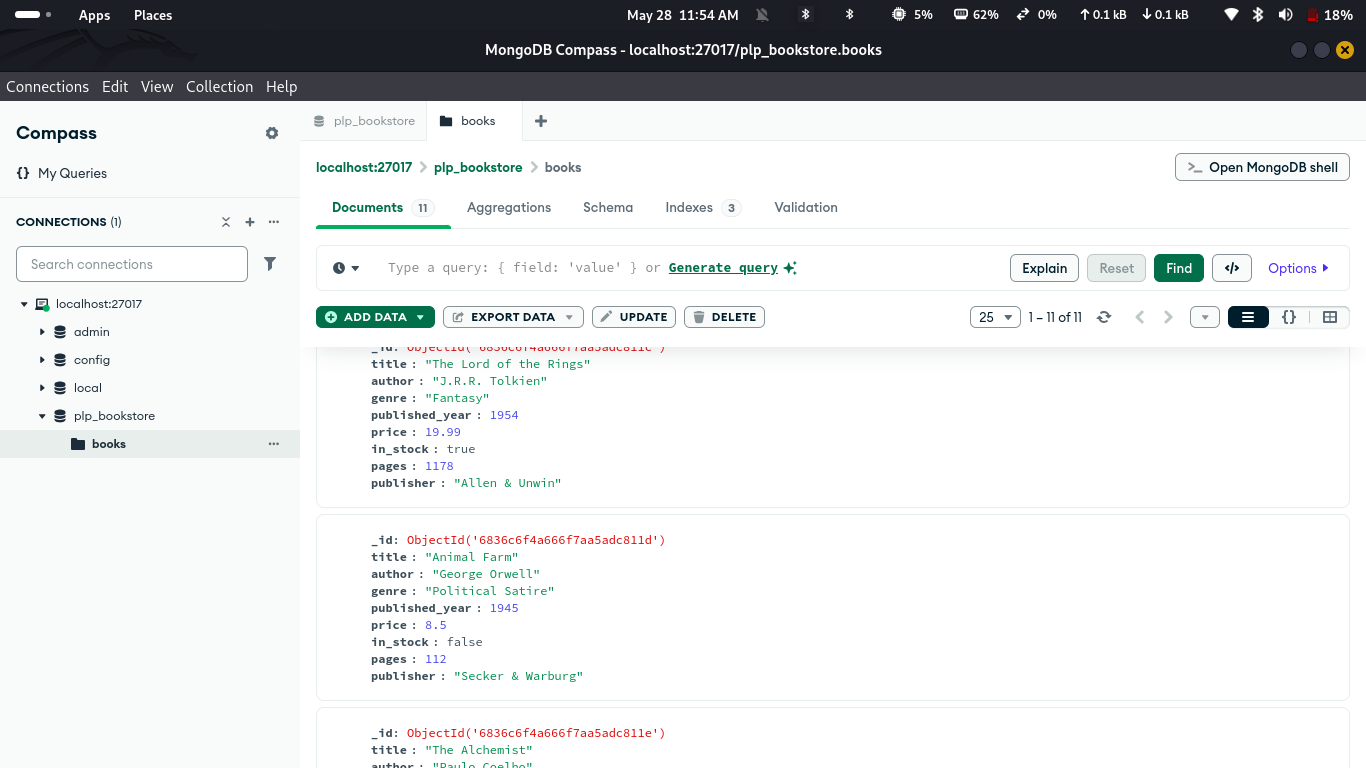 Apps Places May 28 11:54 AM 5% 62% 0% ↑ 0.1 kB ↓ 0.1 kB 18%
MongoDB Compass - localhost:27017/plp_bookstore.books
Connections Edit View Collection Help
Compass
{} My Queries
CONNECTIONS (1)
Search connections
localhost:27017
admin
config
local
plp_bookstore
books
plp_bookstore books
localhost:27017 plp_bookstore books
>_ Open MongoDB shell
Documents 11 Aggregations Schema Indexes 3 Validation
Type a query: { field: 'value' } or Generate query Explain Reset Find </> Options
ADD DATA EXPORT DATA UPDATE DELETE 25 1 – 11 of 11 {}
_id: ObjectId('6836c6f4a666f7aa5adc811c')
title : "The Lord of the Rings"
author : "J.R.R. Tolkien"
genre : "Fantasy"
published_year : 1954
price : 19.99
in_stock : true
pages : 1178
publisher : "Allen & Unwin"
_id: ObjectId('6836c6f4a666f7aa5adc811d')
title : "Animal Farm"
author : "George Orwell"
genre : "Political Satire"
published_year : 1945
price : 8.5
in_stock : false
pages : 112
publisher : "Secker & Warburg"
_id: ObjectId('6836c6f4a666f7aa5adc811e')
title : "The Alchemist"
author : "Paulo Coelho"